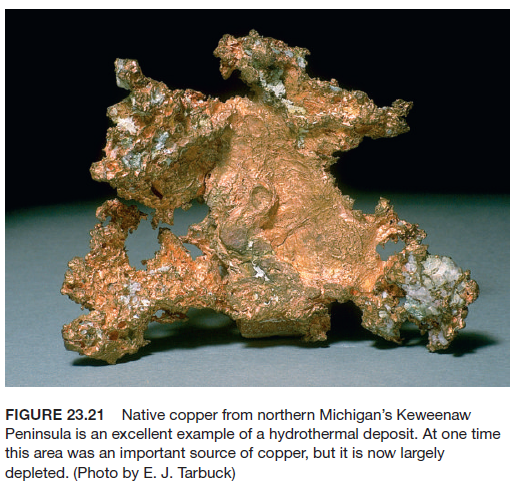 FIGURE 23.21 Native copper from northern Michigan's Keweenaw
Peninsula is an excellent example of a hydrothermal deposit. At one time
this area was an important source of copper, but it is now largely
depleted. (Photo by E. J. Tarbuck)